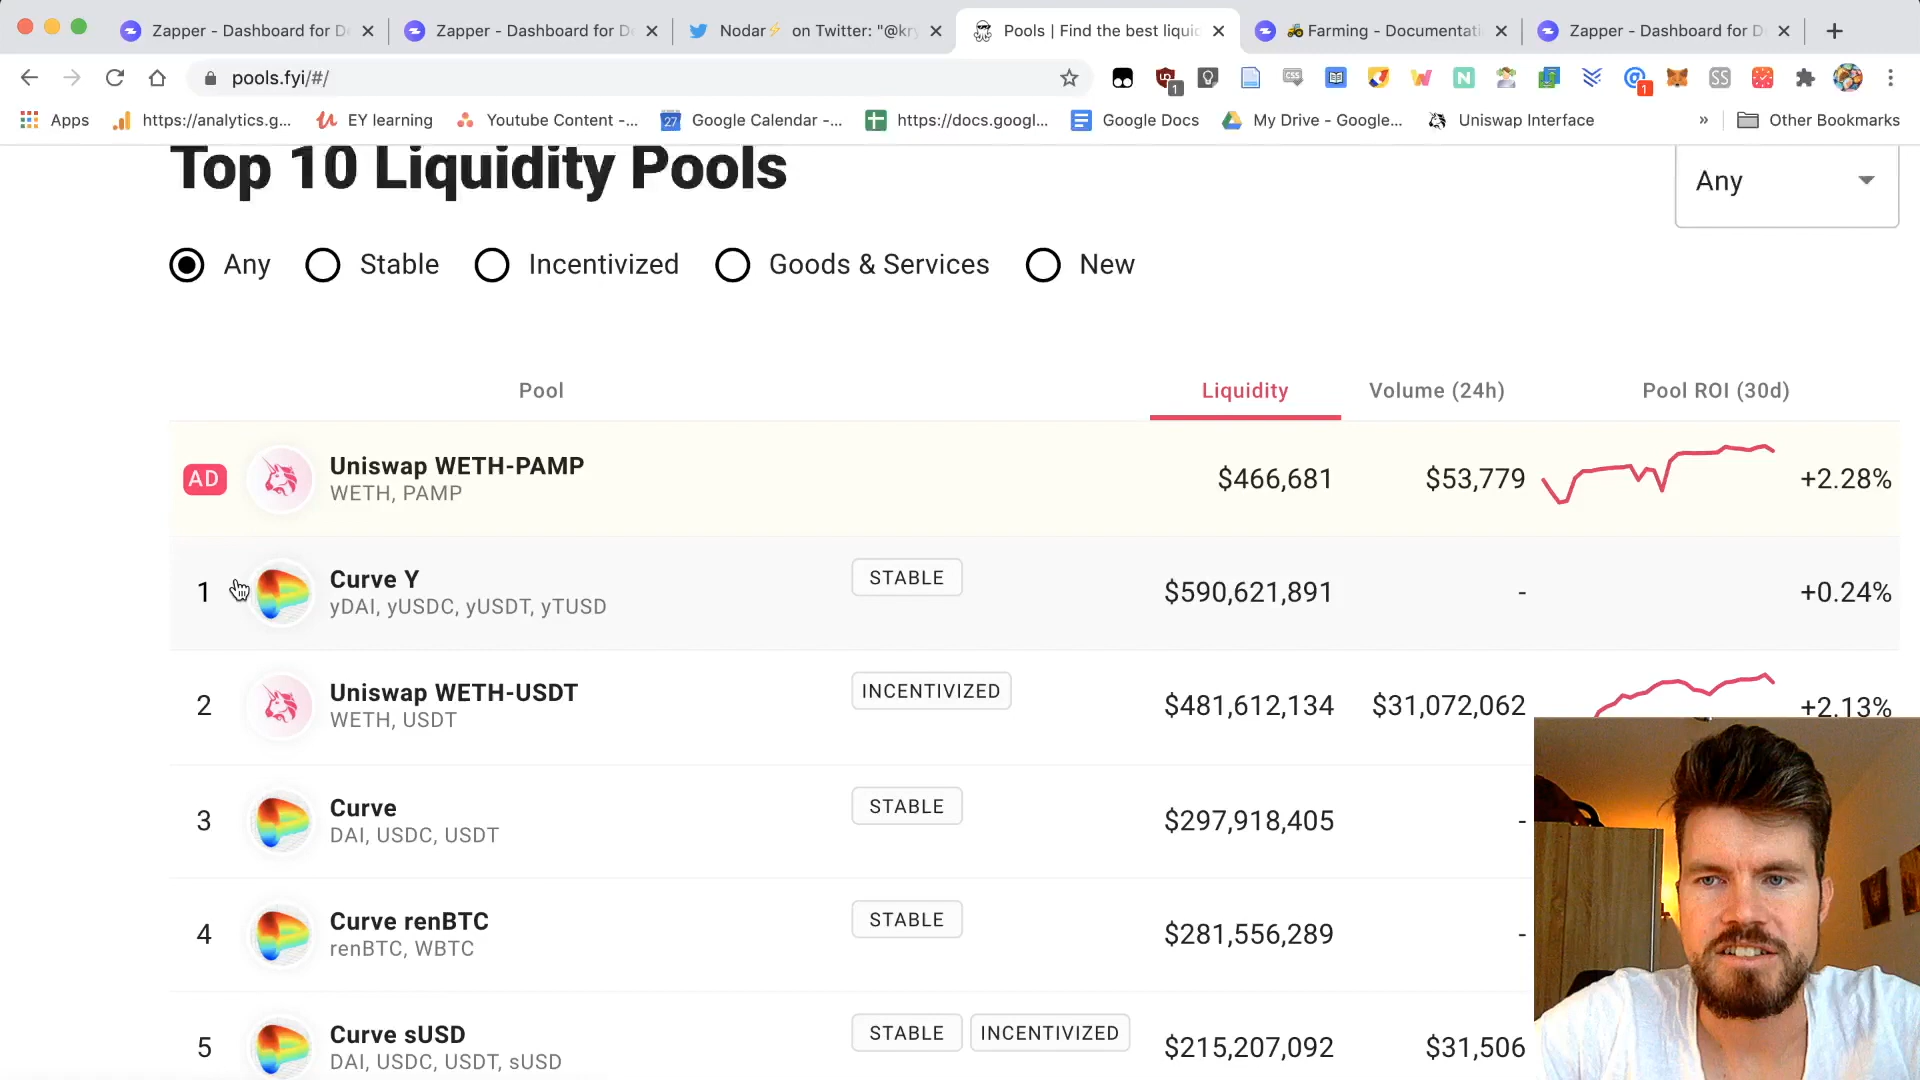 Zapper - Dashboard for D
Zapper - Dashboard for D
Nodar⚡ on Twitter: "@kry
Pools | Find the best liquid
🚜 Farming - Documentati
Zapper - Dashboard for D
pools.fyi/#/
Apps
https://analytics.g...
EY learning
Youtube Content -...
27
Google Calendar -...
https://docs.googl...
Google Docs
My Drive - Google...
Uniswap Interface
»
Other Bookmarks
Top 10 Liquidity Pools
Any
Any
Stable
Incentivized
Goods & Services
New
Pool
Liquidity
Volume (24h)
Pool ROI (30d)
AD
Uniswap WETH-PAMP
WETH, PAMP
$466,681
$53,779
+2.28%
1
Curve Y
yDAI, yUSDC, yUSDT, yTUSD
STABLE
$590,621,891
-
+0.24%
2
Uniswap WETH-USDT
WETH, USDT
INCENTIVIZED
$481,612,134
$31,072,062
+2.13%
3
Curve
DAI, USDC, USDT
STABLE
$297,918,405
-
4
Curve renBTC
renBTC, WBTC
STABLE
$281,556,289
-
5
Curve sUSD
DAI, USDC, USDT, sUSD
STABLE
INCENTIVIZED
$215,207,092
$31,506